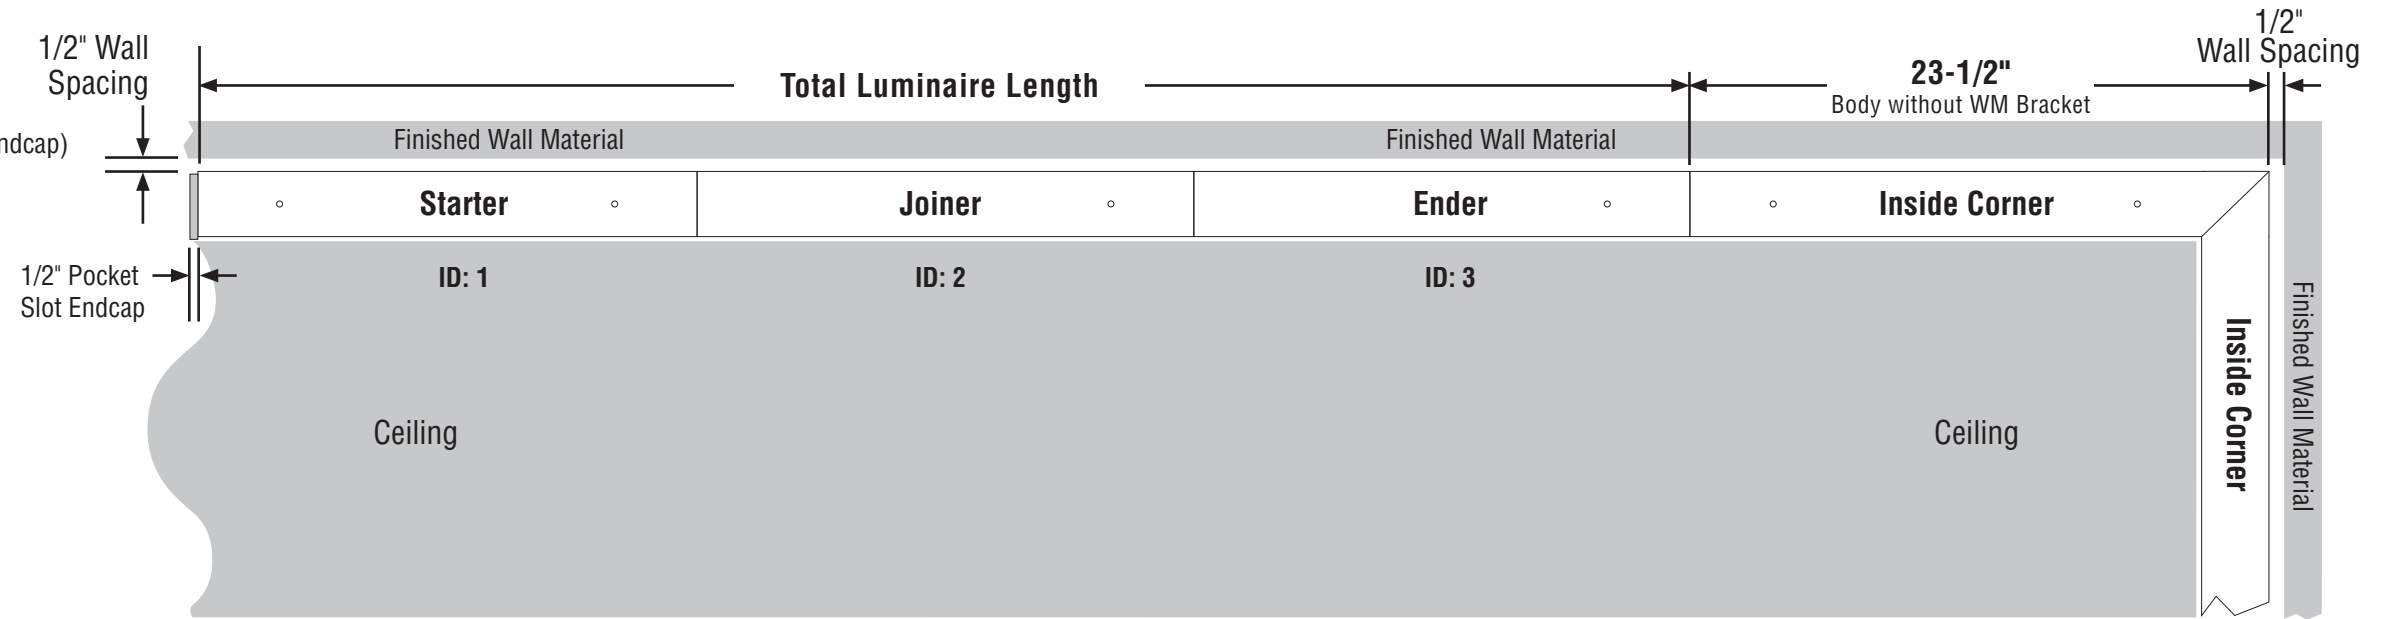 1/2"
Wall Spacing
1/2" Wall
Spacing
Total Luminaire Length
23-1/2"
Body without WM Bracket
ndcap)
Finished Wall Material
Finished Wall Material
Starter
Joiner
Ender
Inside Corner
1/2" Pocket
Slot Endcap
ID: 1
ID: 2
ID: 3
Inside Corner
Finished Wall Material
Ceiling
Ceiling